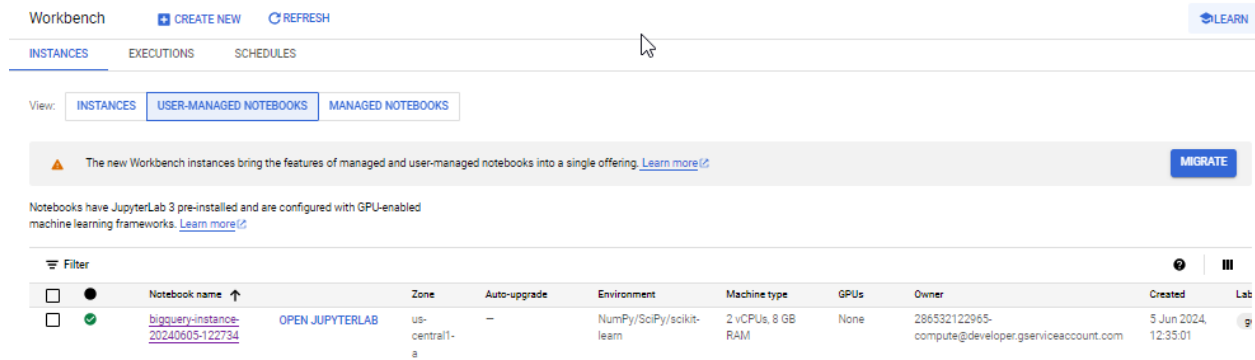 Workbench CREATE NEW REFRESH LEARN
INSTANCES EXECUTIONS SCHEDULES
View: INSTANCES USER-MANAGED NOTEBOOKS MANAGED NOTEBOOKS
The new Workbench instances bring the features of managed and user-managed notebooks into a single offering. Learn more MIGRATE
Notebooks have JupyterLab 3 pre-installed and are configured with GPU-enabled
machine learning frameworks. Learn more
Filter
Notebook name Zone Auto-upgrade Environment Machine type GPUs Owner Created Lab
bigquery-instance- OPEN JUPYTERLAB us- — NumPy/SciPy/scikit- 2 vCPUs, 8 GB None 286532122965- 5 Jun 2024,
20240605-122734 central1- learn RAM compute@developer.gserviceaccount.com 12:35:01
a